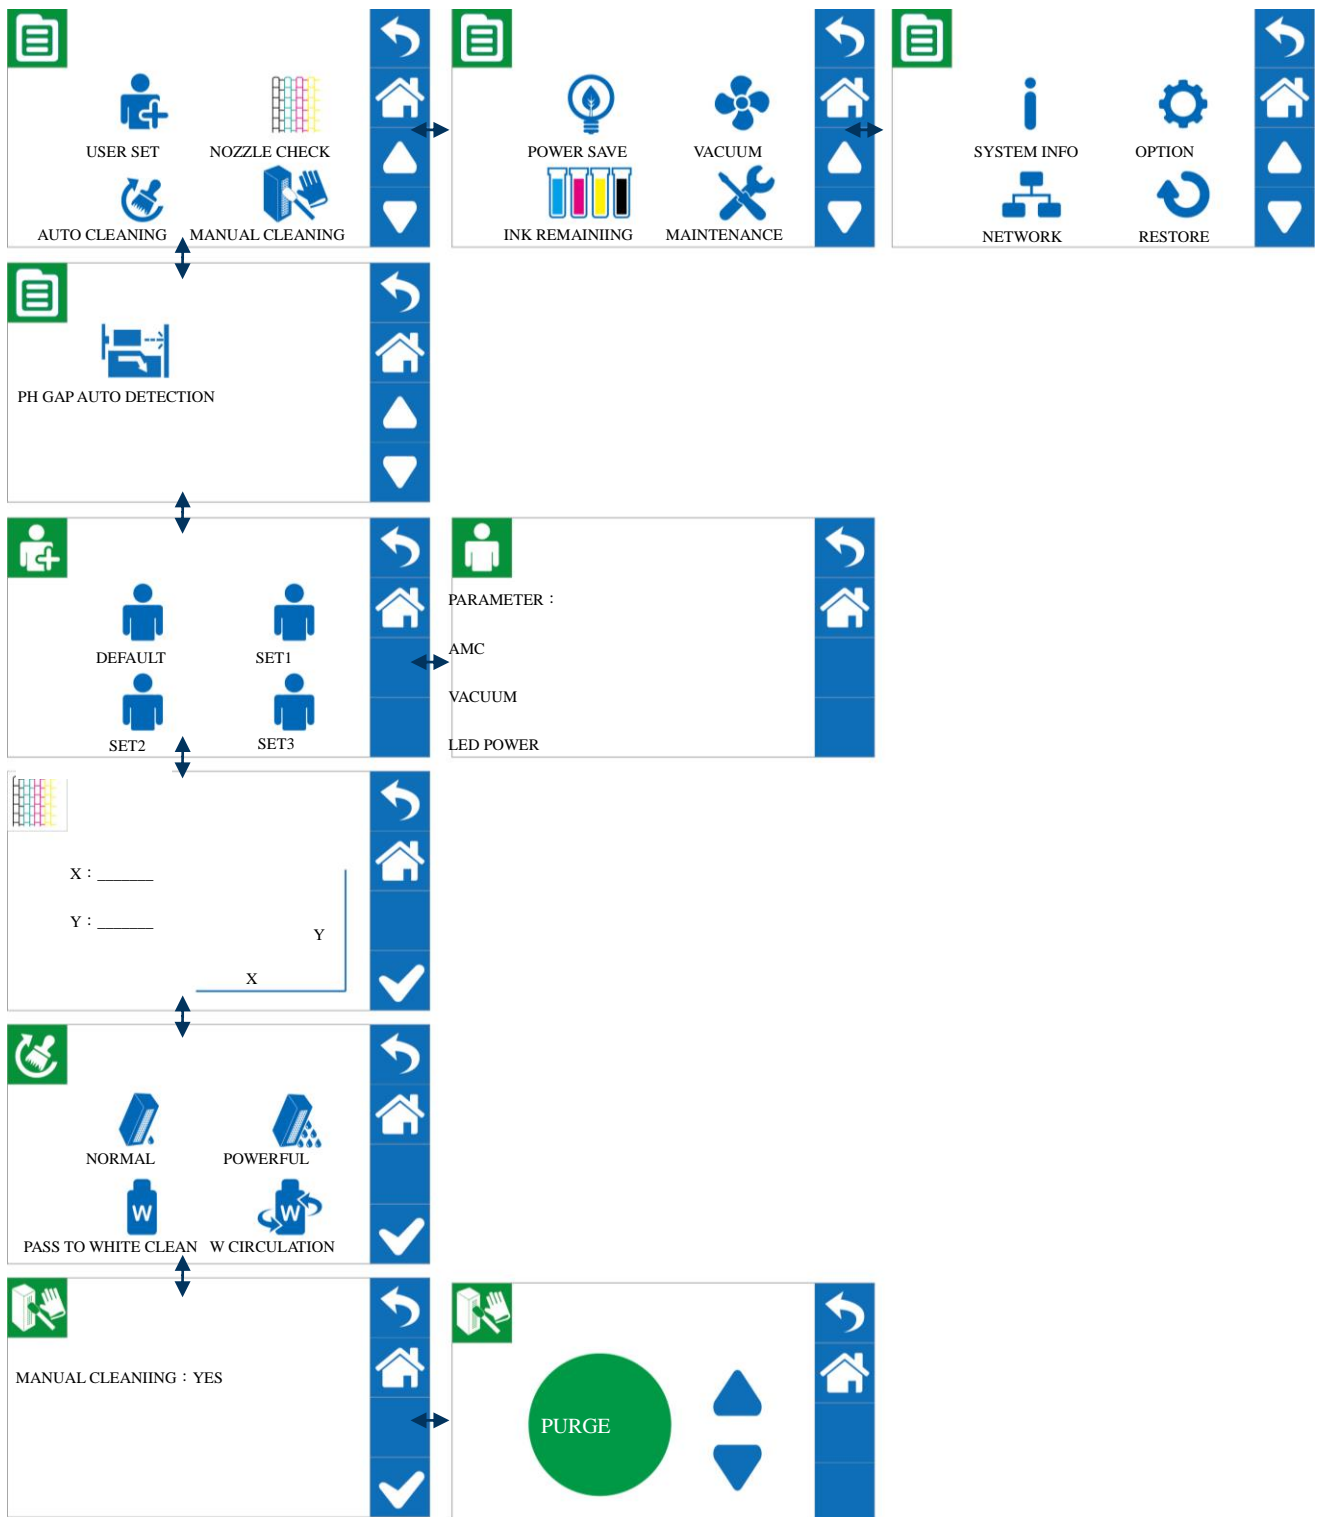 USER SET NOZZLE CHECK
AUTO CLEANING MANUAL CLEANING
POWER SAVE VACUUM
INK REMAINIING MAINTENANCE
SYSTEM INFO OPTION
NETWORK RESTORE
PH GAP AUTO DETECTION
DEFAULT SET1
SET2 SET3
PARAMETER：
AMC
VACUUM
LED POWER
X：_______
Y：_______
Y
X
NORMAL POWERFUL
W W
PASS TO WHITE CLEAN W CIRCULATION
MANUAL CLEANIING：YES
PURGE